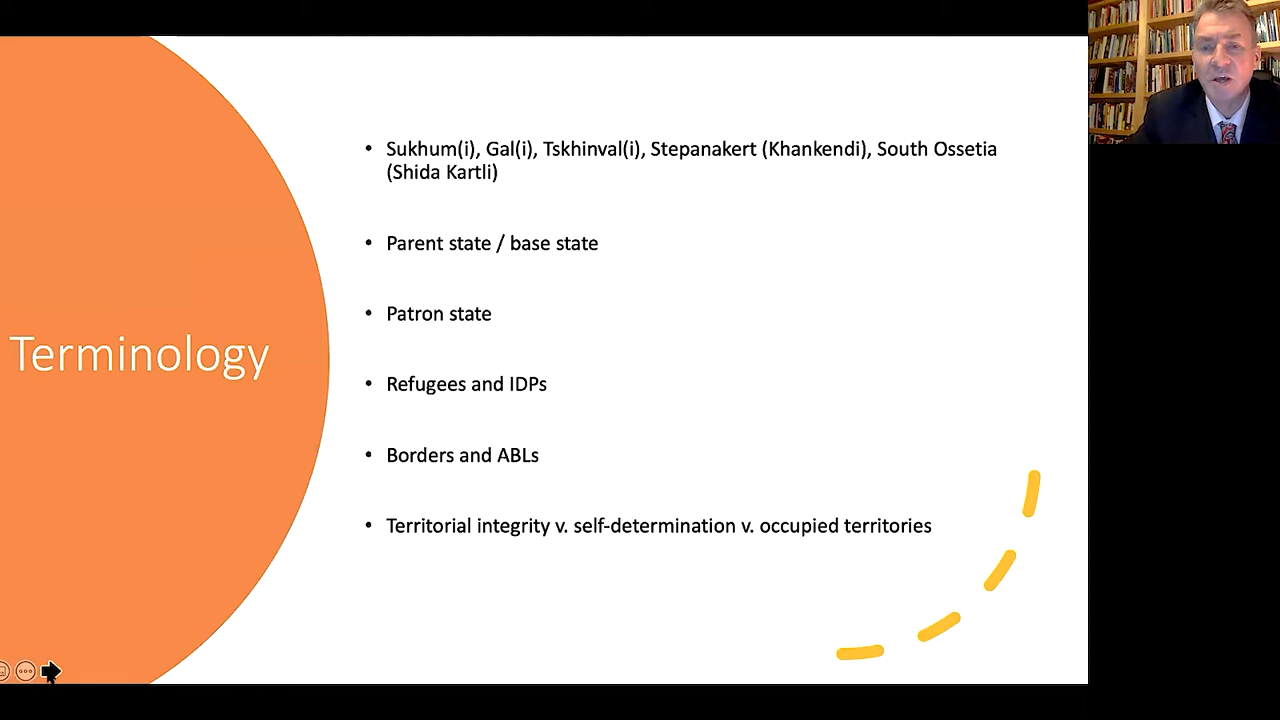 Terminology
• Sukhum(i), Gal(i), Tskhinval(i), Stepanakert (Khankendi), South Ossetia
(Shida Kartli)
• Parent state / base state
• Patron state
• Refugees and IDPs
• Borders and ABLs
• Territorial integrity v. self-determination v. occupied territories